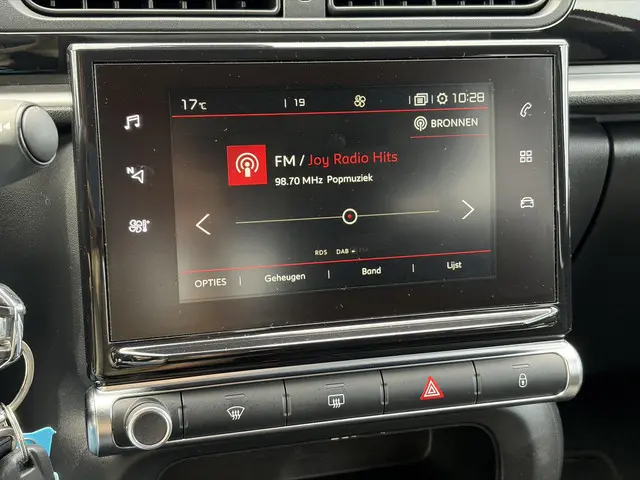 17°C | 19 10:28
BRONNEN
FM / Joy Radio Hits
98.70 MHz Popmuziek
N
RDS DAB
OPTIES Geheugen Band Lijst